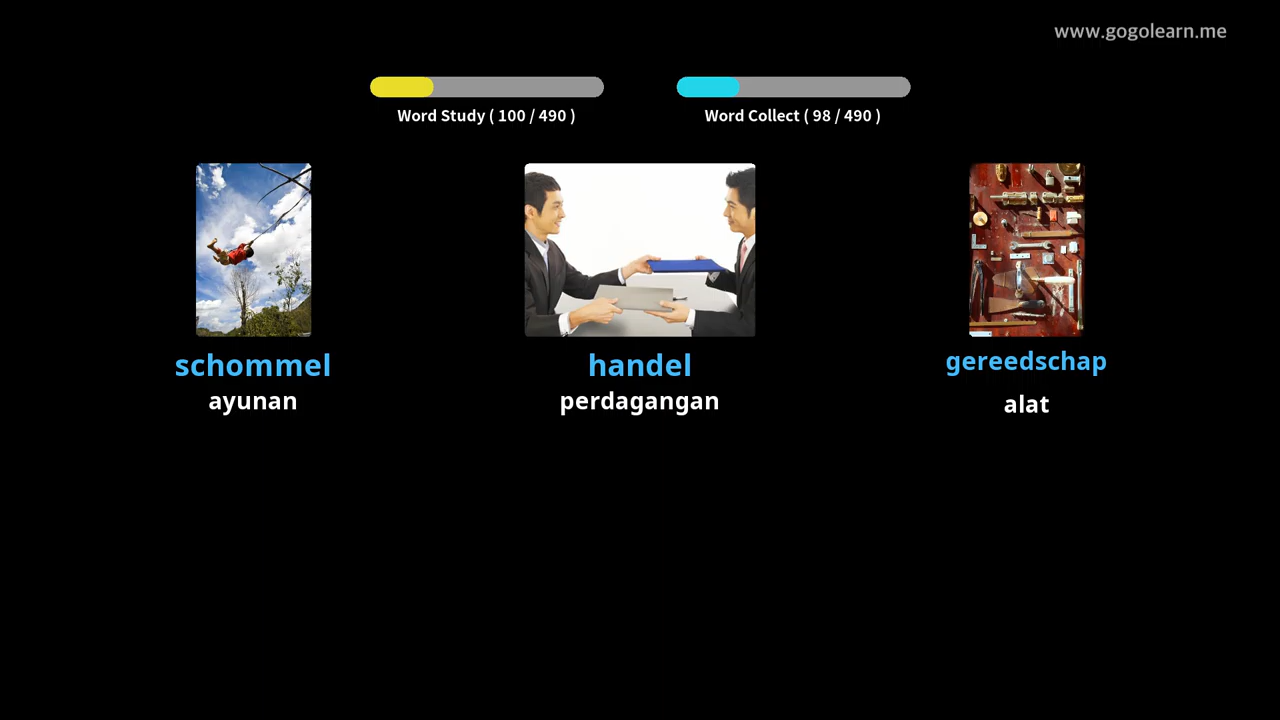 www.gogolearn.me
Word Study ( 100 / 490 )
Word Collect ( 98 / 490 )
schommel
ayunan
handel
perdagangan
gereedschap
alat